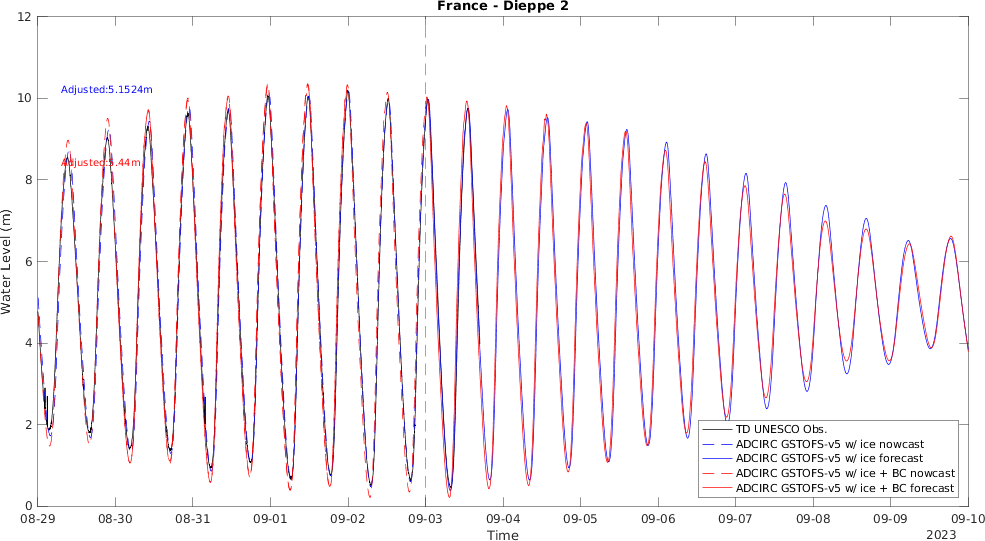 France - Dieppe 2
12
10
8
6
4
2
0
Water Level (m)
Adjusted:5.1524m
Adjusted:5.44m
TD UNESCO Obs.
ADCIRC GSTOFS-v5 w/ ice nowcast
ADCIRC GSTOFS-v5 w/ ice forecast
ADCIRC GSTOFS-v5 w/ ice + BC nowcast
ADCIRC GSTOFS-v5 w/ ice + BC forecast
08-29 08-30 08-31 09-01 09-02 09-03 09-04 09-05 09-06 09-07 09-08 09-09 09-10
Time
2023